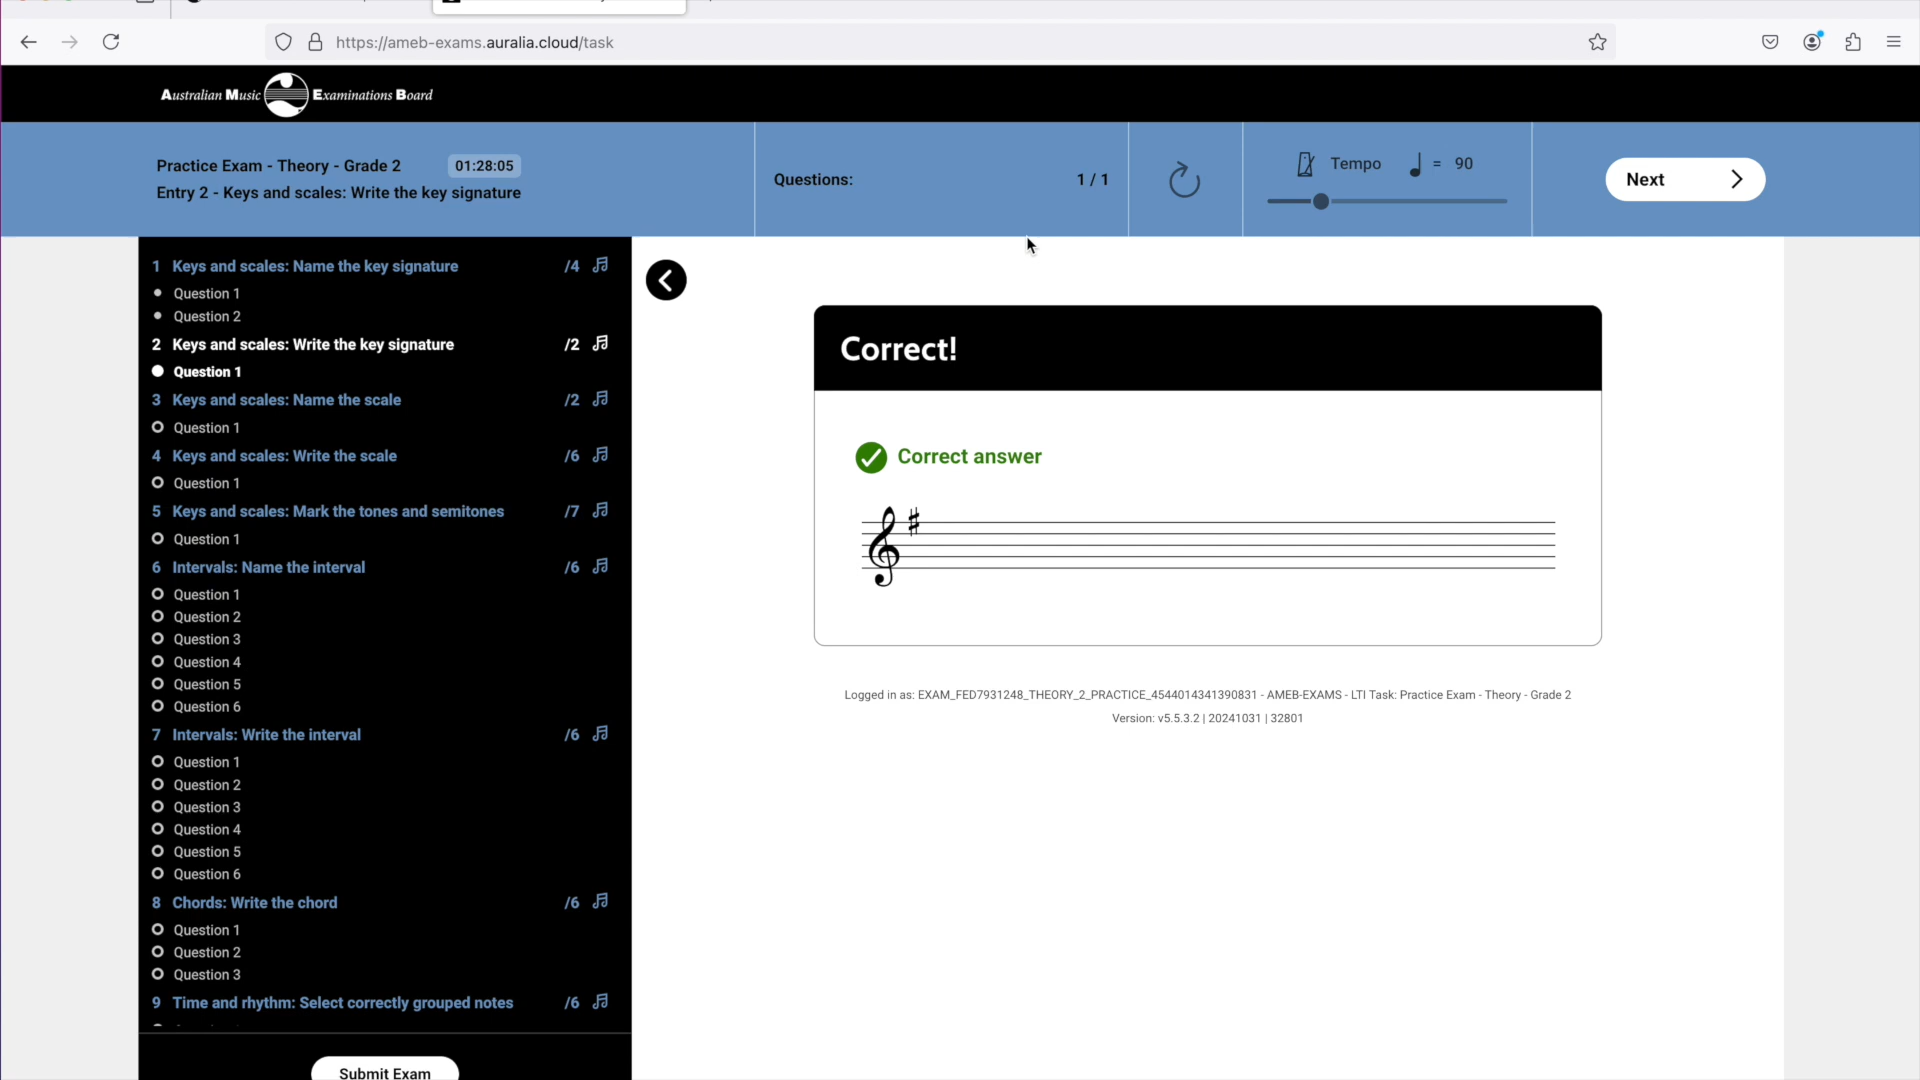 https://ameb-exams.auralia.cloud/task
Australian Music Examinations Board
Practice Exam - Theory - Grade 2 01:28:05
Entry 2 - Keys and scales: Write the key signature
Questions: 1 / 1
Tempo = 90
Next
1 Keys and scales: Name the key signature /4
Question 1
Question 2
2 Keys and scales: Write the key signature /2
Question 1
3 Keys and scales: Name the scale /2
Question 1
4 Keys and scales: Write the scale /6
Question 1
5 Keys and scales: Mark the tones and semitones /7
Question 1
6 Intervals: Name the interval /6
Question 1
Question 2
Question 3
Question 4
Question 5
Question 6
7 Intervals: Write the interval /6
Question 1
Question 2
Question 3
Question 4
Question 5
Question 6
8 Chords: Write the chord /6
Question 1
Question 2
Question 3
9 Time and rhythm: Select correctly grouped notes /6
Submit Exam
Correct!
Correct answer
Logged in as: EXAM_FED7931248_THEORY_2_PRACTICE_4544014341390831 - AMEB-EXAMS - LTI Task: Practice Exam - Theory - Grade 2
Version: v5.5.3.2 | 20241031 | 32801